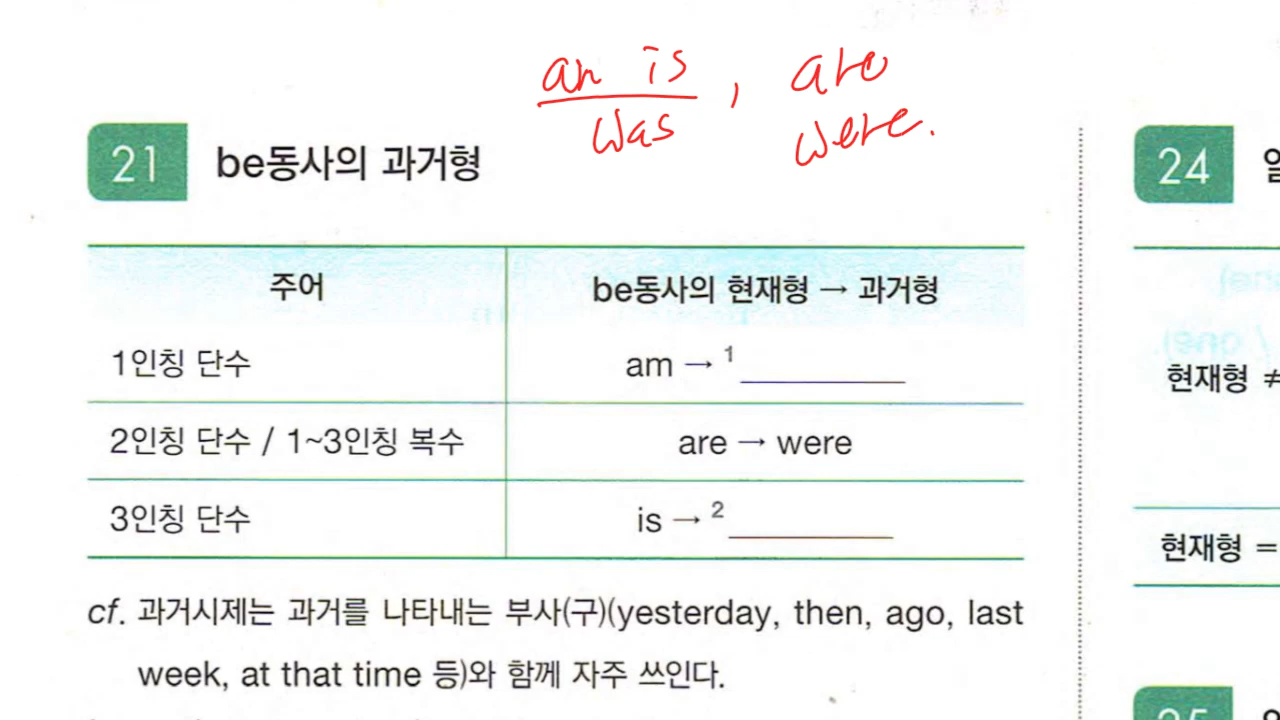 am is, are
was were.
21 be동사의 과거형
24
주어 be동사의 현재형 → 과거형
1인칭 단수 am → 1 ________
현재형 ≠
2인칭 단수 / 1~3인칭 복수 are → were
3인칭 단수 is → 2 ________
현재형 =
cf. 과거시제는 과거를 나타내는 부사(구)(yesterday, then, ago, last
week, at that time 등)와 함께 자주 쓰인다.